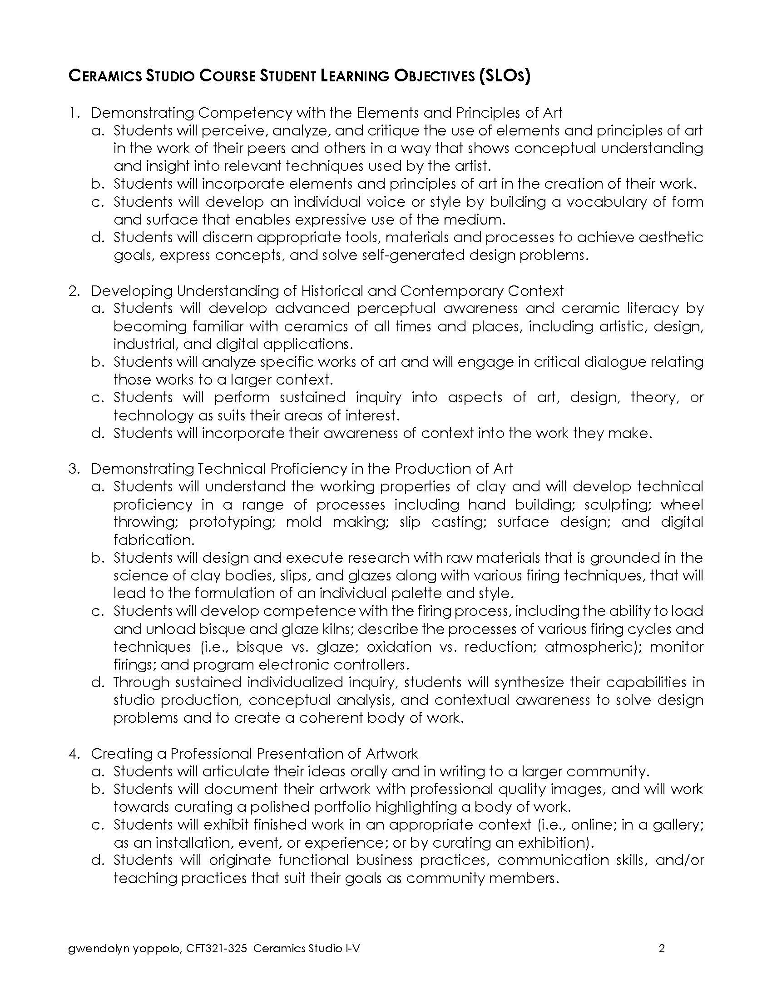 CERAMICS STUDIO COURSE STUDENT LEARNING OBJECTIVES (SLOS)
1. Demonstrating Competency with the Elements and Principles of Art
a. Students will perceive, analyze, and critique the use of elements and principles of art
in the work of their peers and others in a way that shows conceptual understanding
and insight into relevant techniques used by the artist.
b. Students will incorporate elements and principles of art in the creation of their work.
c. Students will develop an individual voice or style by building a vocabulary of form
and surface that enables expressive use of the medium.
d. Students will discern appropriate tools, materials and processes to achieve aesthetic
goals, express concepts, and solve self-generated design problems.
2. Developing Understanding of Historical and Contemporary Context
a. Students will develop advanced perceptual awareness and ceramic literacy by
becoming familiar with ceramics of all times and places, including artistic, design,
industrial, and digital applications.
b. Students will analyze specific works of art and will engage in critical dialogue relating
those works to a larger context.
c. Students will perform sustained inquiry into aspects of art, design, theory, or
technology as suits their areas of interest.
d. Students will incorporate their awareness of context into the work they make.
3. Demonstrating Technical Proficiency in the Production of Art
a. Students will understand the working properties of clay and will develop technical
proficiency in a range of processes including hand building; sculpting; wheel
throwing; prototyping; mold making; slip casting; surface design; and digital
fabrication.
b. Students will design and execute research with raw materials that is grounded in the
science of clay bodies, slips, and glazes along with various firing techniques, that will
lead to the formulation of an individual palette and style.
c. Students will develop competence with the firing process, including the ability to load
and unload bisque and glaze kilns; describe the processes of various firing cycles and
techniques (i.e., bisque vs. glaze; oxidation vs. reduction; atmospheric); monitor
firings; and program electronic controllers.
d. Through sustained individualized inquiry, students will synthesize their capabilities in
studio production, conceptual analysis, and contextual awareness to solve design
problems and to create a coherent body of work.
4. Creating a Professional Presentation of Artwork
a. Students will articulate their ideas orally and in writing to a larger community.
b. Students will document their artwork with professional quality images, and will work
towards curating a polished portfolio highlighting a body of work.
c. Students will exhibit finished work in an appropriate context (i.e., online; in a gallery;
as an installation, event, or experience; or by curating an exhibition).
d. Students will originate functional business practices, communication skills, and/or
teaching practices that suit their goals as community members.
gwendolyn yoppolo, CFT321-325 Ceramics Studio I-V 2